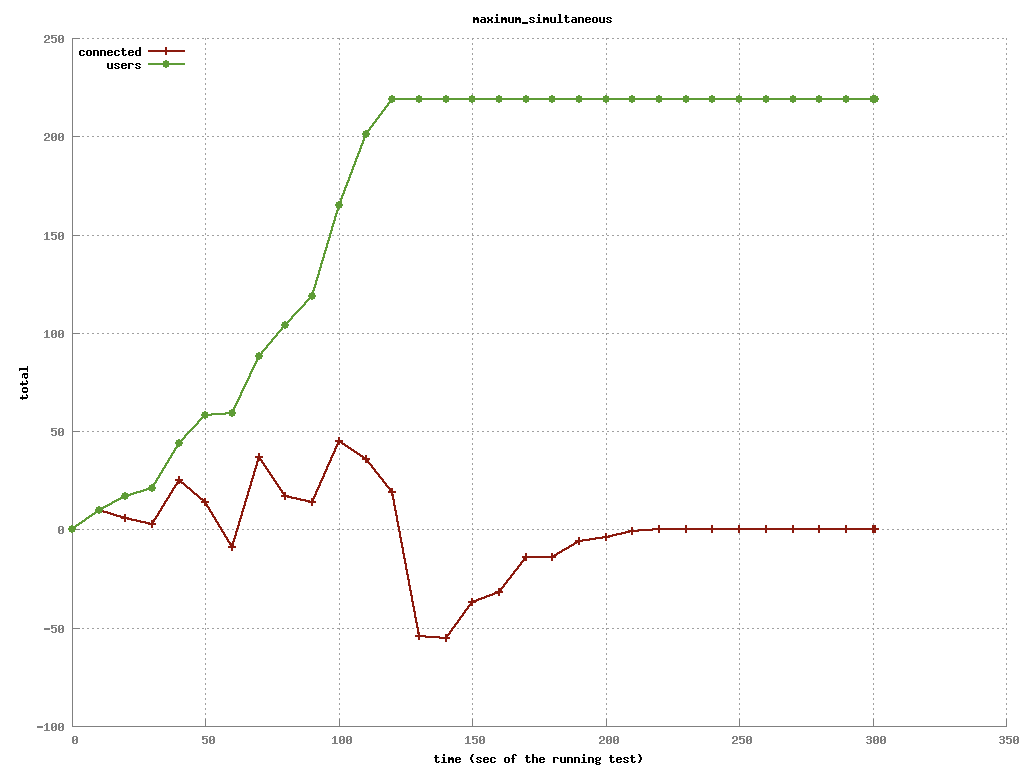 maximum_simultaneous
connected
users
250
200
150
100
50
0
-50
-100
total
0 50 100 150 200 250 300 350
time (sec of the running test)